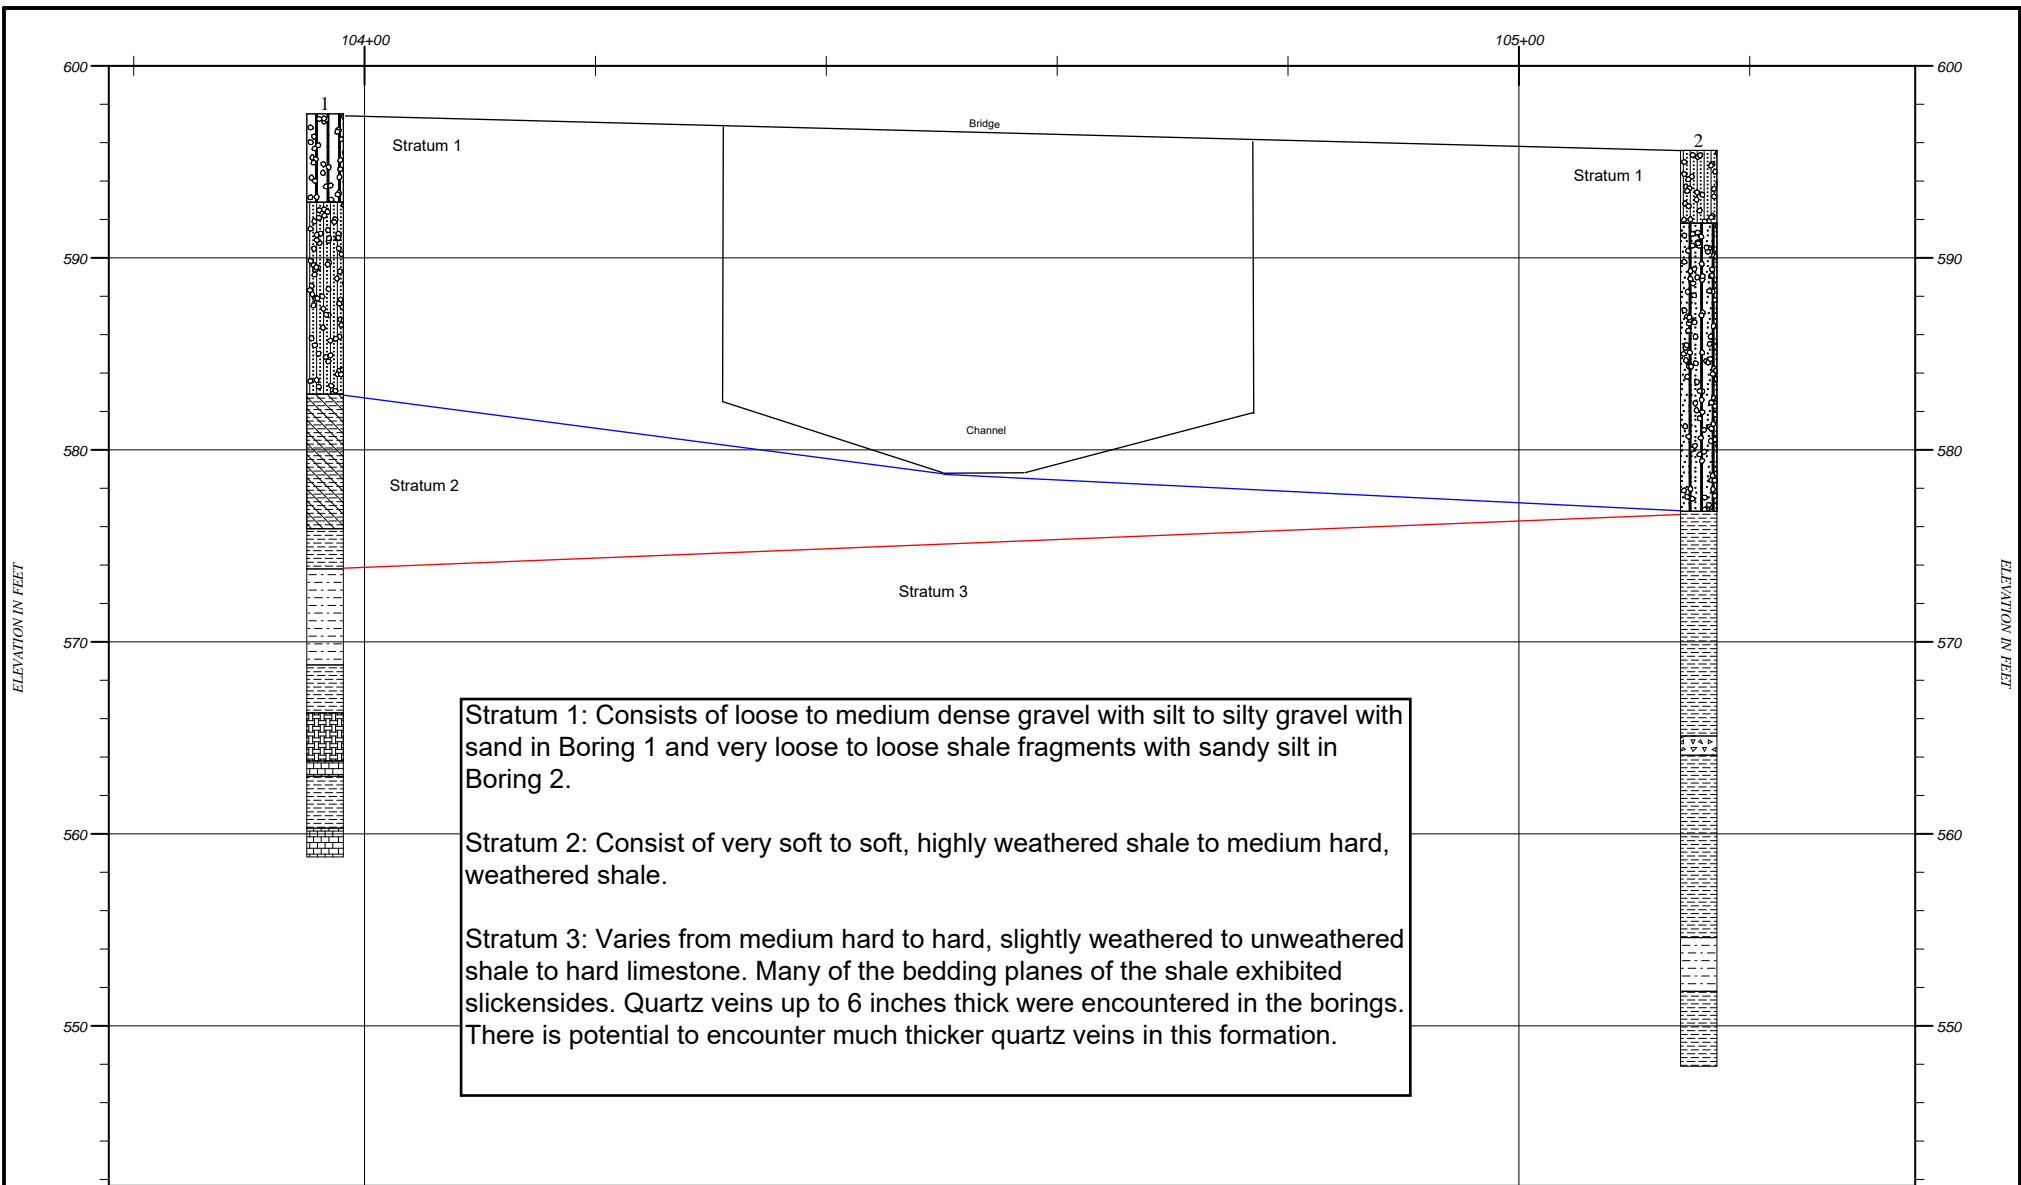 104+00 105+00
600 600
1
Bridge
Stratum 1
2
Stratum 1
590 590
Channel
580 580
Stratum 2
ELEVATION IN FEET ELEVATION IN FEET
Stratum 3
570 570
Stratum 1: Consists of loose to medium dense gravel with silt to silty gravel with
sand in Boring 1 and very loose to loose shale fragments with sandy silt in
Boring 2.
Stratum 2: Consist of very soft to soft, highly weathered shale to medium hard,
weathered shale.
Stratum 3: Varies from medium hard to hard, slightly weathered to unweathered
shale to hard limestone. Many of the bedding planes of the shale exhibited
slickensides. Quartz veins up to 6 inches thick were encountered in the borings.
There is potential to encounter much thicker quartz veins in this formation.
560 560
550 550